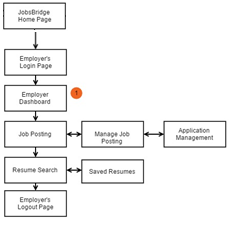 JobsBridge
Home Page
Employer's
Login Page
Employer
Dashboard
Job Posting
Manage Job
Posting
Application
Management
Resume Search
Saved Resumes
Employer's
Logout Page